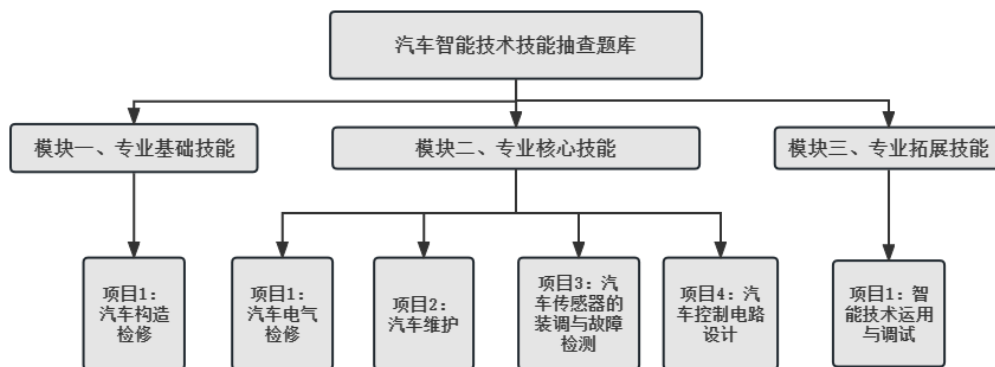 汽车智能技术技能抽查题库
模块一、专业基础技能
模块二、专业核心技能
模块三、专业拓展技能
项目1：
汽车构造
检修
项目1：
汽车电气
检修
项目2：
汽车维护
项目3：汽
车传感器的
装调与故障
检测
项目4：汽
车控制电路
设计
项目1：智
能技术运用
与调试